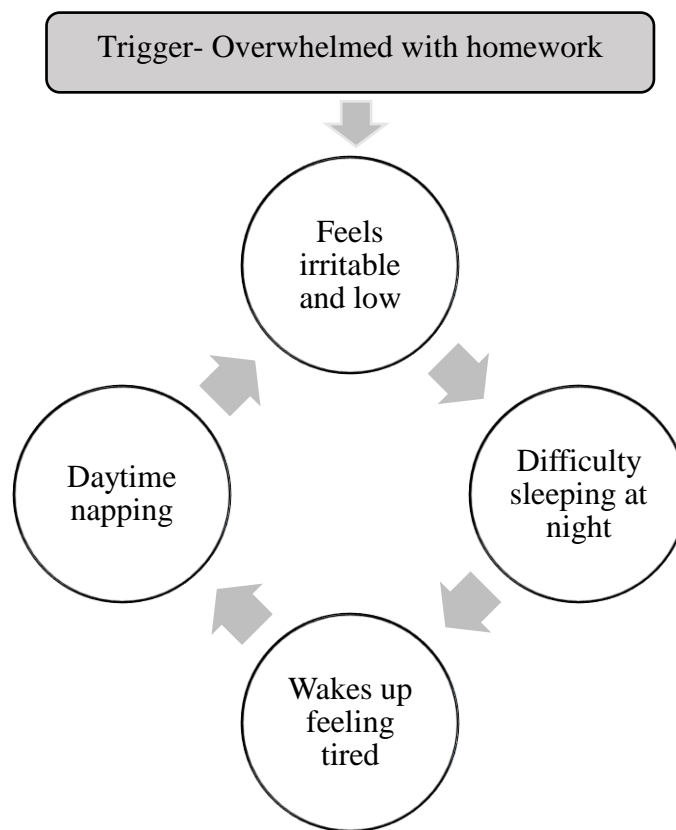 Trigger- Overwhelmed with homework
Feels
irritable
and low
Difficulty
sleeping at
night
Wakes up
feeling
tired
Daytime
napping